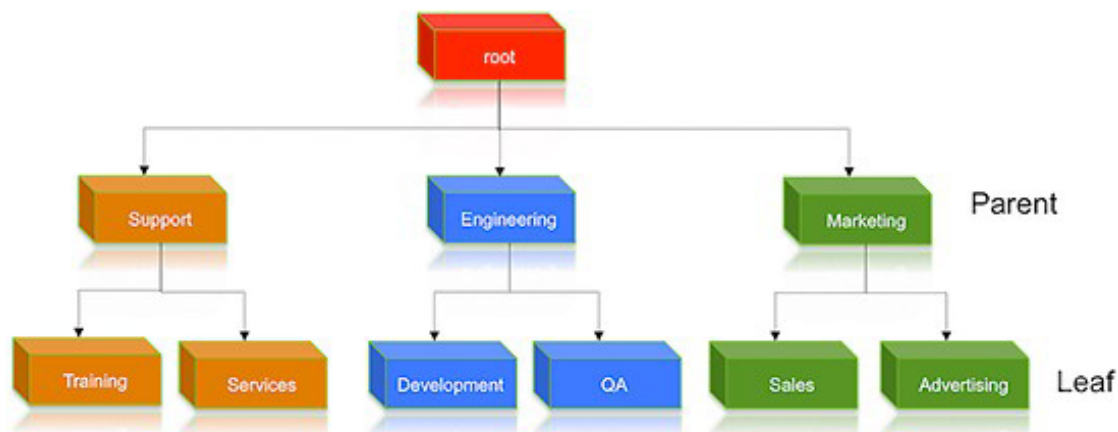 root
Support
Engineering
Marketing
Parent
Training
Services
Development
QA
Sales
Advertising
Leaf